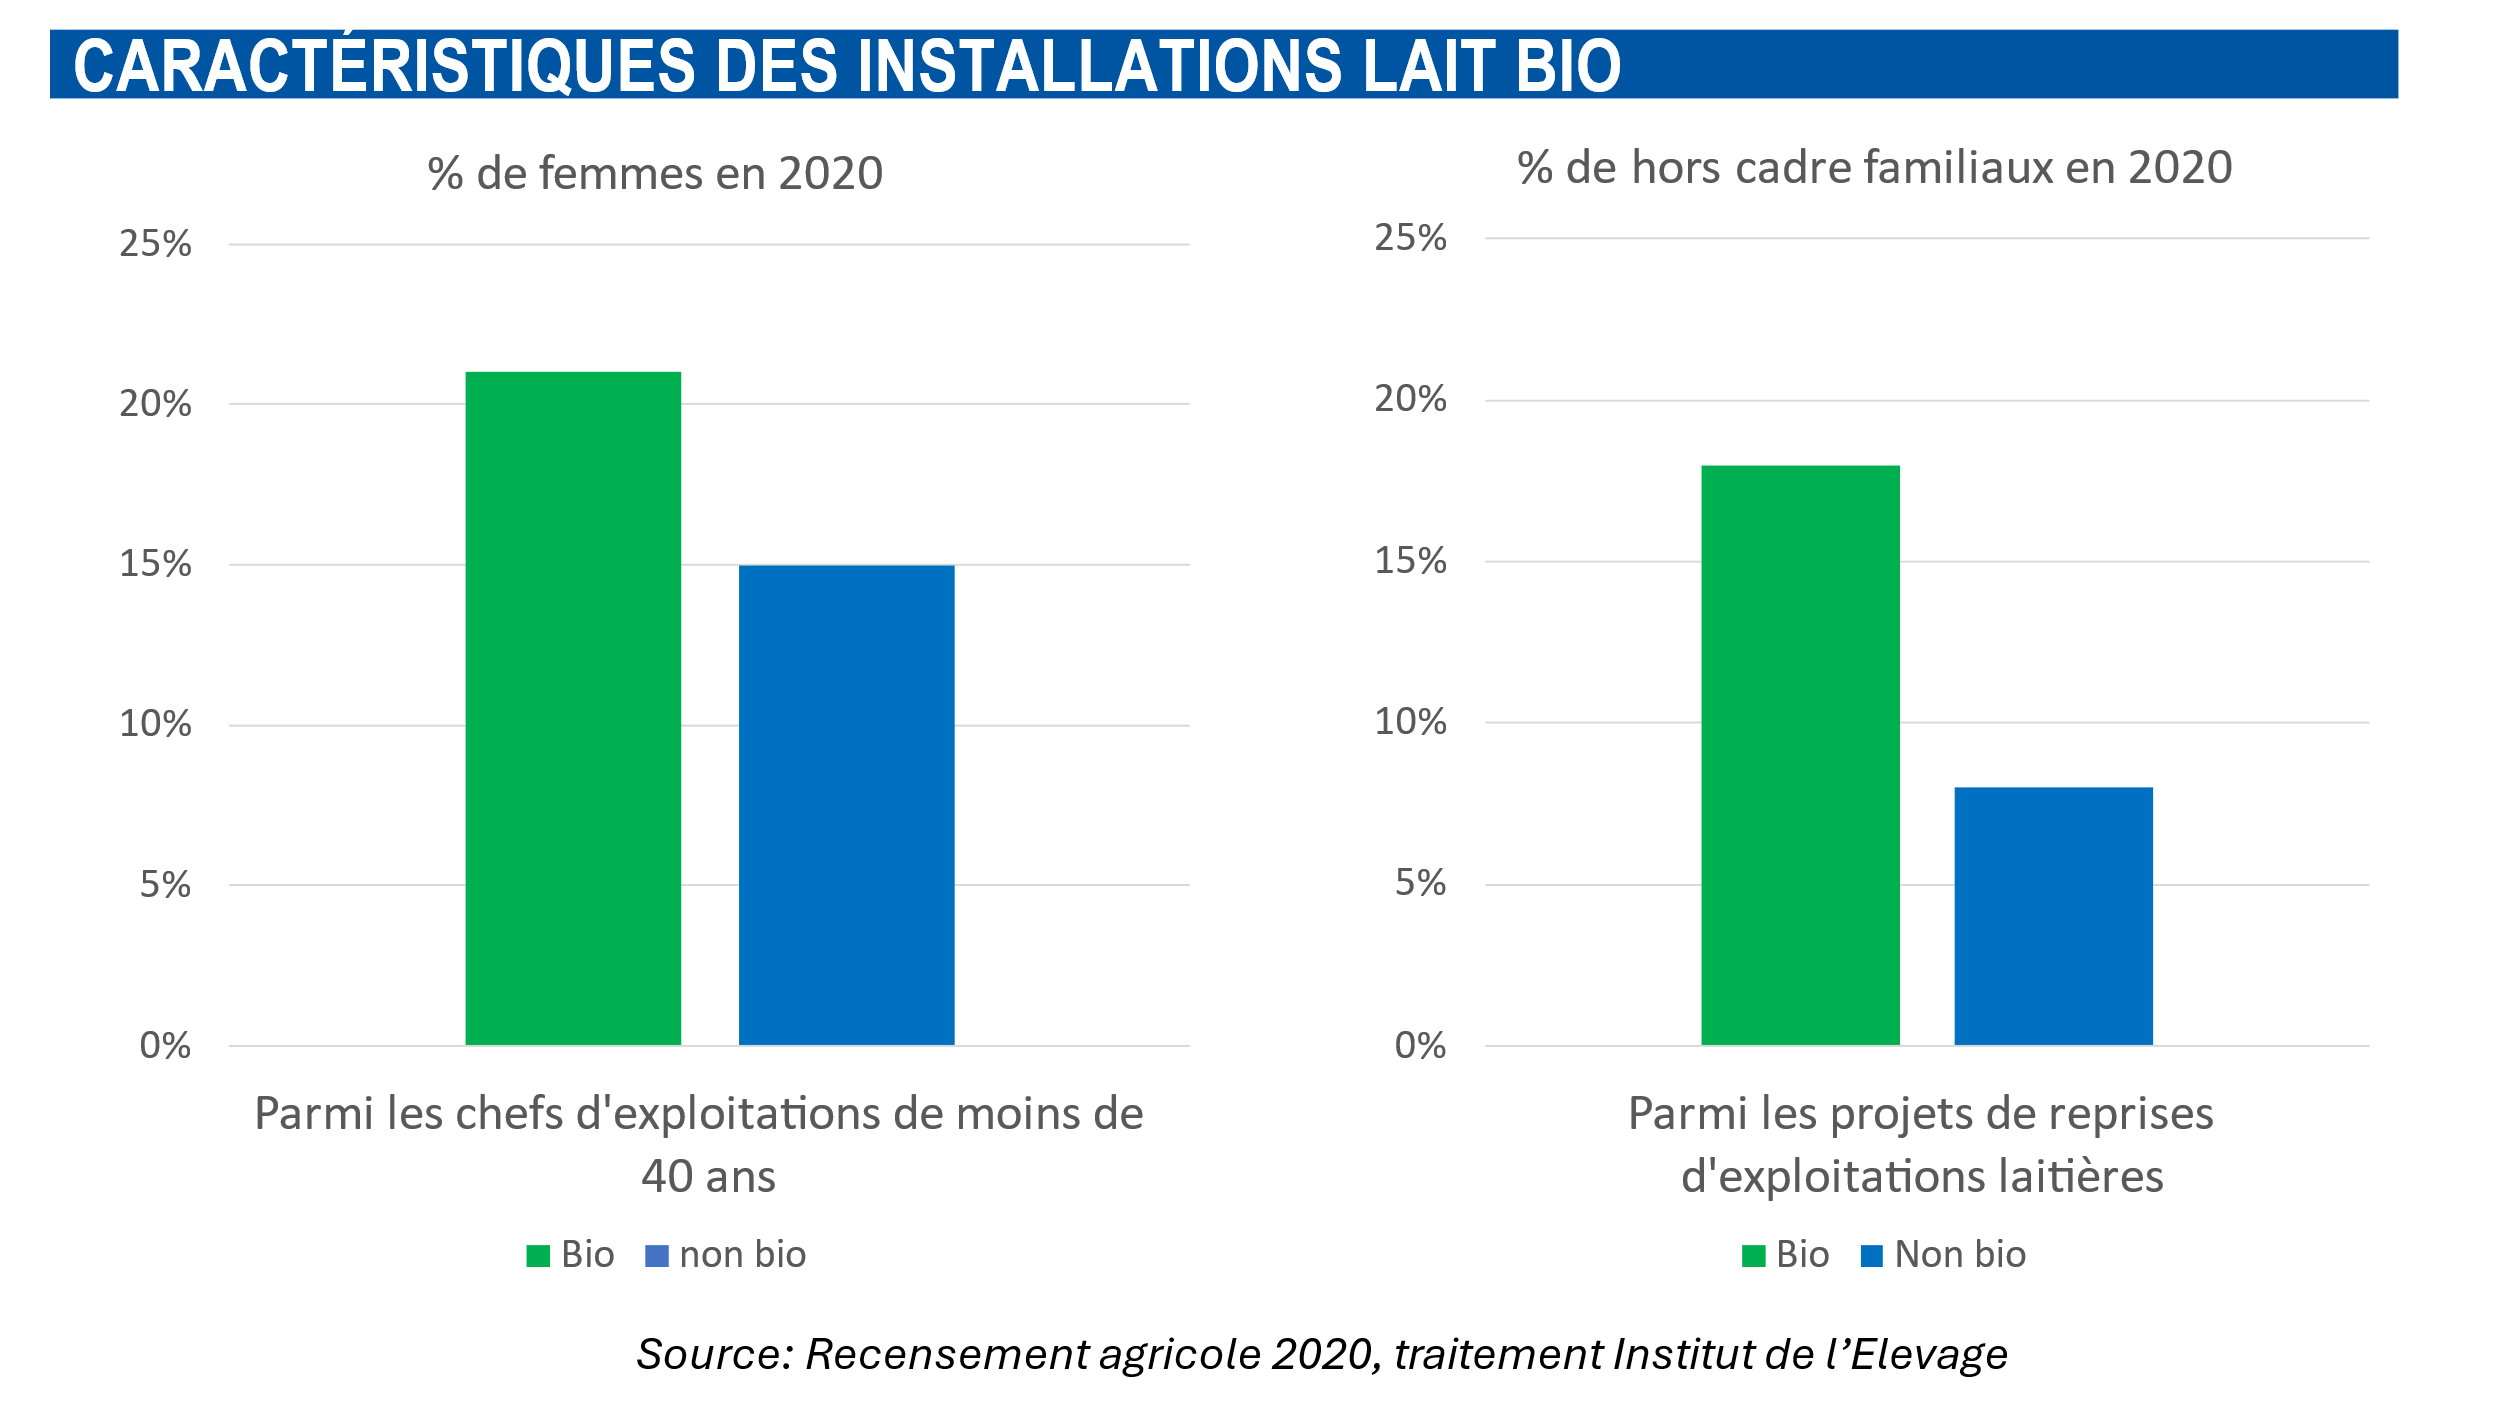 CARACTÉRISTIQUES DES INSTALLATIONS LAIT BIO
% de femmes en 2020
25%
20%
15%
10%
5%
0%
Parmi les chefs d'exploitations de moins de
40 ans
Bio non bio
% de hors cadre familiaux en 2020
25%
20%
15%
10%
5%
0%
Parmi les projets de reprises
d'exploitations laitières
Bio Non bio
Source: Recensement agricole 2020, traitement Institut de l’Elevage